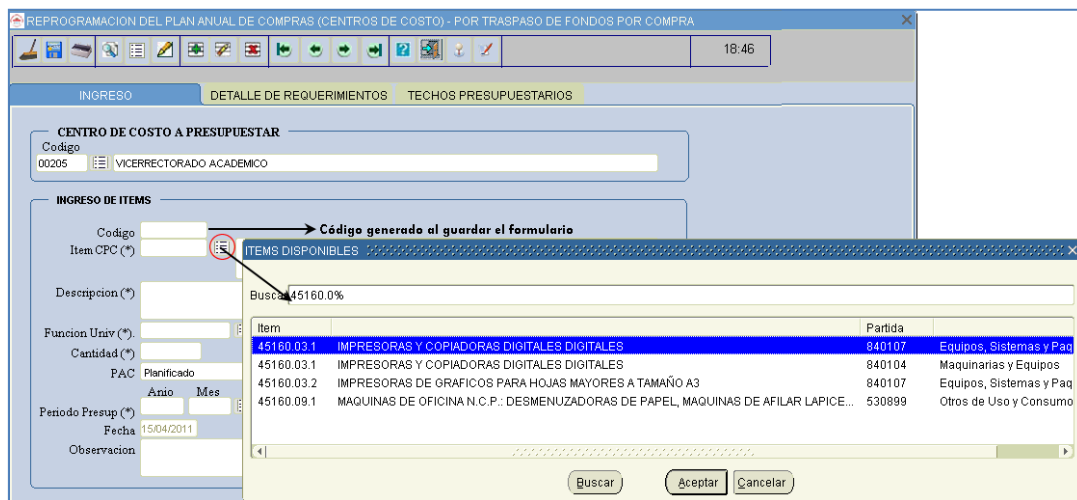 REPROGRAMACION DEL PLAN ANUAL DE COMPRAS (CENTROS DE COSTO) - POR TRASPASO DE FONDOS POR COMPRA
18:46
INGRESO DETALLE DE REQUERIMIENTOS TECHOS PRESUPUESTARIOS
CENTRO DE COSTO A PRESUPUESTAR
Codigo
00205 VICERRECTORADO ACADEMICO
INGRESO DE ITEMS
Codigo Código generado al guardar el formulario
Item CPC (*)
ITEMS DISPONIBLES
Descripcion (*)
Busca 45160.0%
Funcion Univ (*).
Cantidad (*)
PAC Planificado
Anio Mes
Periodo Presup (*)
Fecha 15/04/2011
Observacion
Item Partida
45160.03.1 IMPRESORAS Y COPIADORAS DIGITALES DIGITALES 840107 Equipos, Sistemas y Paq
45160.03.1 IMPRESORAS Y COPIADORAS DIGITALES DIGITALES 840104 Maquinarias y Equipos
45160.03.2 IMPRESORAS DE GRAFICOS PARA HOJAS MAYORES A TAMAÑO A3 840107 Equipos, Sistemas y Paq
45160.09.1 MAQUINAS DE OFICINA N.C.P.: DESMENUZADORAS DE PAPEL, MAQUINAS DE AFILAR LAPICE... 530899 Otros de Uso y Consumo
Buscar Aceptar Cancelar